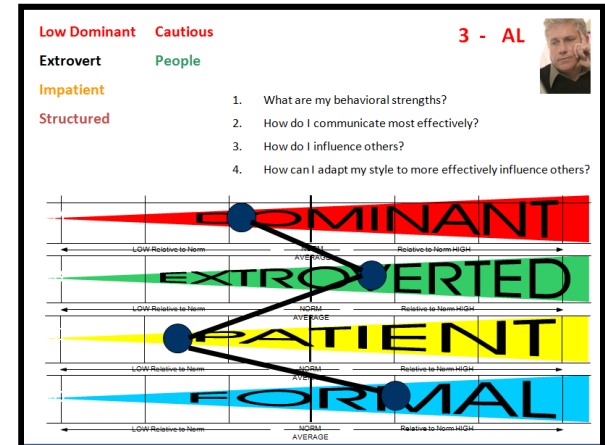 Low Dominant Cautious
3 - AL
Extrovert People
Impatient
Structured
1. What are my behavioral strengths?
2. How do I communicate most effectively?
3. How do I influence others?
4. How can I adapt my style to more effectively influence others?
DOMINANT
LOW Relative to Norm NORM AVERAGE Relative to Norm HIGH
EXTROVERTED
LOW Relative to Norm NORM AVERAGE Relative to Norm HIGH
PATIENT
LOW Relative to Norm NORM AVERAGE Relative to Norm HIGH
FORMAL
LOW Relative to Norm NORM AVERAGE Relative to Norm HIGH